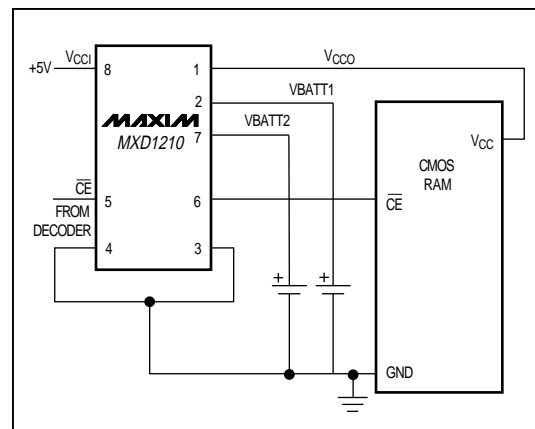 +5V
VCCI
8
1
VCCO
2
VBATT1
MAXIM
MXD1210
7
VBATT2
VCC
CMOS
RAM
CE
5
6
CE
FROM
DECODER
4
3
+
+
GND